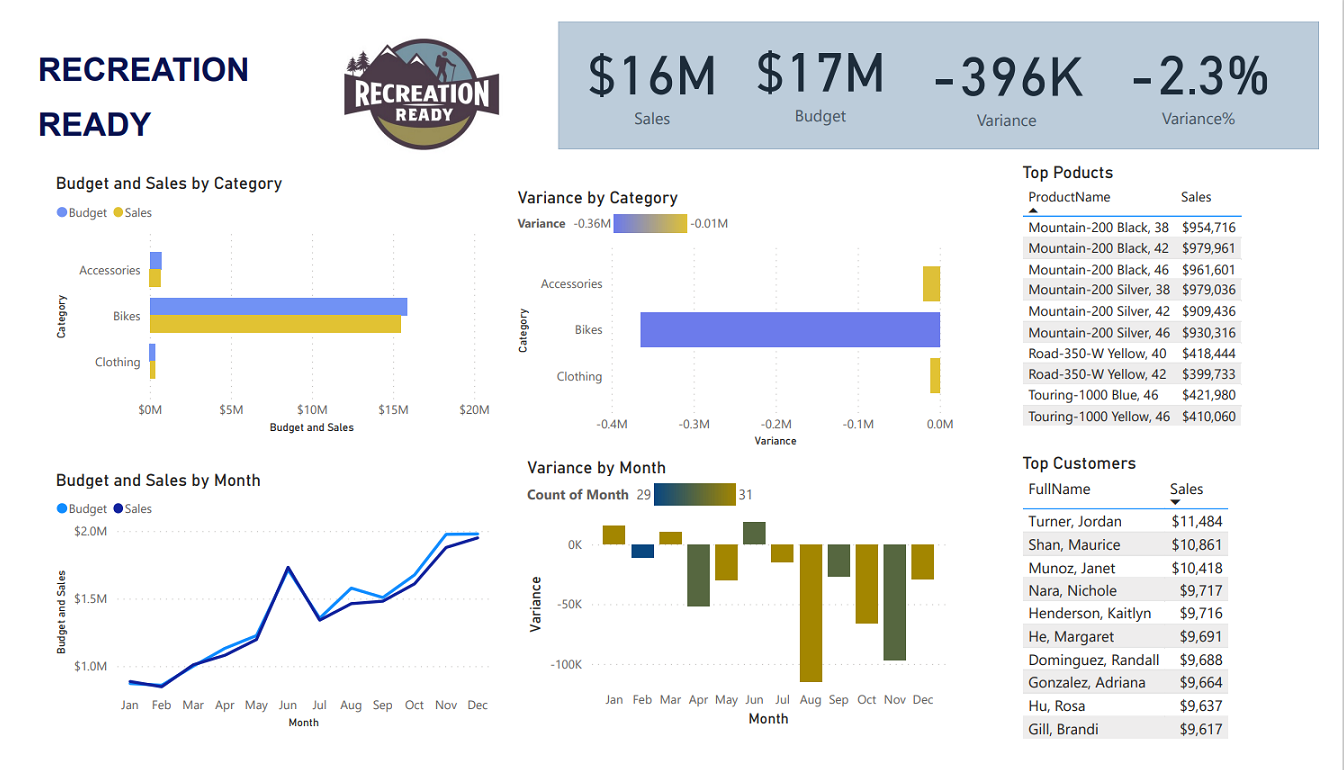 RECREATION
READY
RECREATION
READY
$16M
Sales
$17M
Budget
-396K
Variance
-2.3%
Variance%
Budget and Sales by Category
Budget Sales
Category
Accessories
Bikes
Clothing
$0M $5M $10M $15M $20M
Budget and Sales
Variance by Category
Variance -0.36M -0.01M
Category
Accessories
Bikes
Clothing
-0.4M -0.3M -0.2M -0.1M 0.0M
Variance
Top Poducts
ProductName Sales
Mountain-200 Black, 38 $954,716
Mountain-200 Black, 42 $979,961
Mountain-200 Black, 46 $961,601
Mountain-200 Silver, 38 $979,036
Mountain-200 Silver, 42 $909,436
Mountain-200 Silver, 46 $930,316
Road-350-W Yellow, 40 $418,444
Road-350-W Yellow, 42 $399,733
Touring-1000 Blue, 46 $421,980
Touring-1000 Yellow, 46 $410,060
Budget and Sales by Month
Budget Sales
Budget and Sales
$2.0M
$1.5M
$1.0M
Jan Feb Mar Apr May Jun Jul Aug Sep Oct Nov Dec
Month
Variance by Month
Count of Month 29 31
Variance
0K
-50K
-100K
Jan Feb Mar Apr May Jun Jul Aug Sep Oct Nov Dec
Month
Top Customers
FullName Sales
Turner, Jordan $11,484
Shan, Maurice $10,861
Munoz, Janet $10,418
Nara, Nichole $9,717
Henderson, Kaitlyn $9,716
He, Margaret $9,691
Dominguez, Randall $9,688
Gonzalez, Adriana $9,664
Hu, Rosa $9,637
Gill, Brandi $9,617